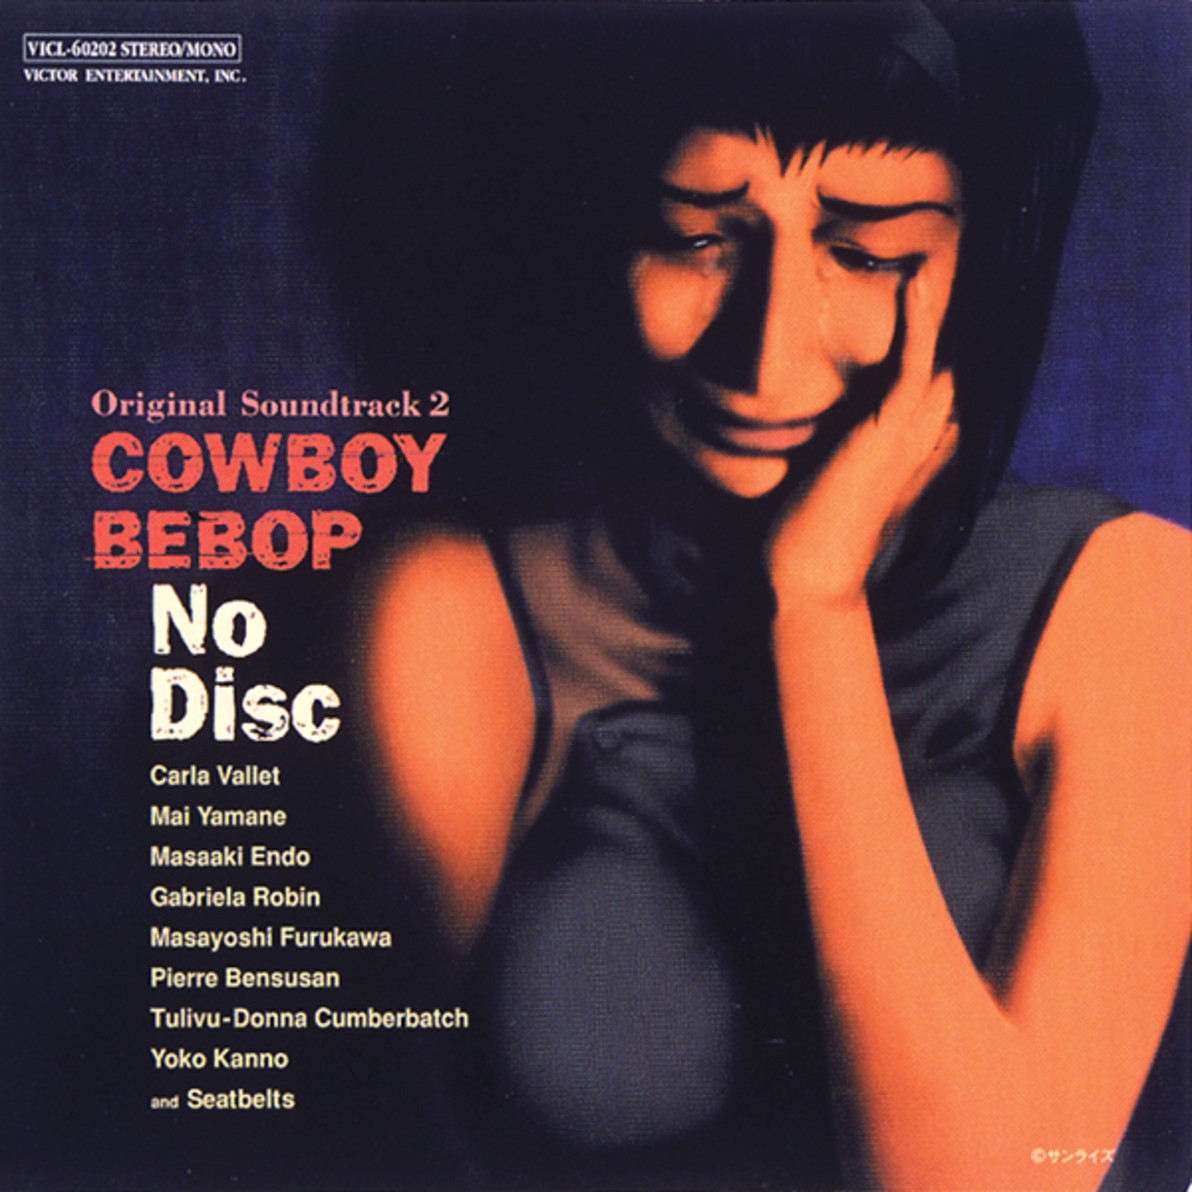 VICL-60202 STEREO/MONO
VICTOR ENTERTAINMENT, INC.
Original Soundtrack 2
COWBOY
BEBOP
No
Disc
Carla Vallet
Mai Yamane
Masaaki Endo
Gabriela Robin
Masayoshi Furukawa
Pierre Bensusan
Tulivu-Donna Cumberbatch
Yoko Kanno
and Seatbelts
©サンライズ